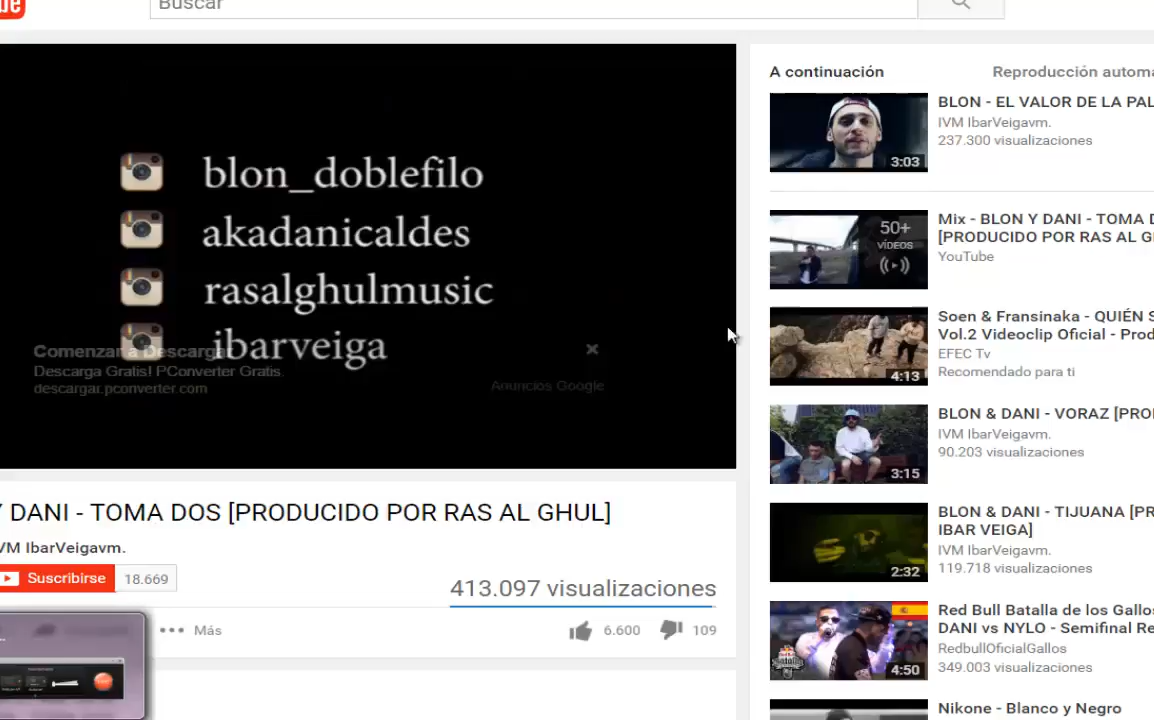 be
Buscar
blon_doblefilo
akadanicaldes
rasalghulmusic
ibarveiga
Comenzar a Descargar
Descarga Gratis! PConverter Gratis.
descargar.pconverter.com
Anuncios Google
Y DANI - TOMA DOS [PRODUCIDO POR RAS AL GHUL]
IVM IbarVeigavm.
Suscribirse
18.669
413.097 visualizaciones
Más
6.600
109
A continuación
Reproducción automa
BLON - EL VALOR DE LA PAL
IVM IbarVeigavm.
237.300 visualizaciones
3:03
Mix - BLON Y DANI - TOMA D
[PRODUCIDO POR RAS AL G
YouTube
50+
VÍDEOS
Soen & Fransinaka - QUIÉN S
Vol.2 Videoclip Oficial - Prod
EFEC Tv
Recomendado para ti
4:13
BLON & DANI - VORAZ [PRO
IVM IbarVeigavm.
90.203 visualizaciones
3:15
BLON & DANI - TIJUANA [PR
IBAR VEIGA]
IVM IbarVeigavm.
119.718 visualizaciones
2:32
Red Bull Batalla de los Gallos
DANI vs NYLO - Semifinal Re
RedbullOficialGallos
349.003 visualizaciones
4:50
Nikone - Blanco y Negro